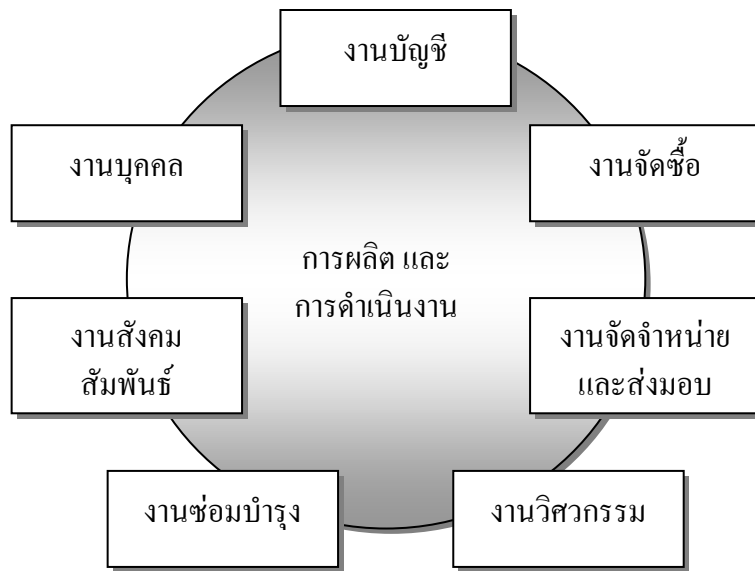 งานบัญชี
งานบุคคล
งานจัดซื้อ
การผลิต และ
การดำเนินงาน
งานสังคม
สัมพันธ์
งานจัดจำหน่าย
และส่งมอบ
งานซ่อมบำรุง
งานวิศวกรรม